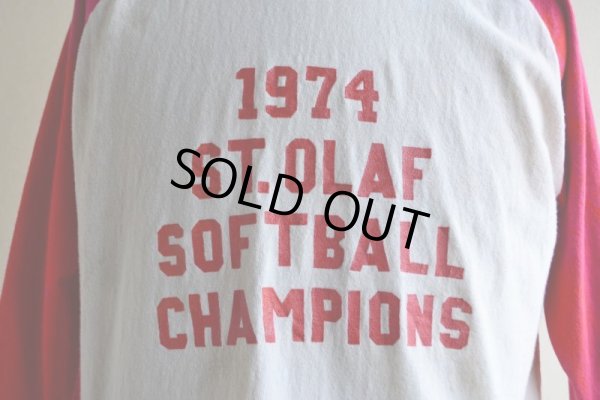 1974
ST. OLAF
SOLD OUT
SOFTBALL
CHAMPIONS